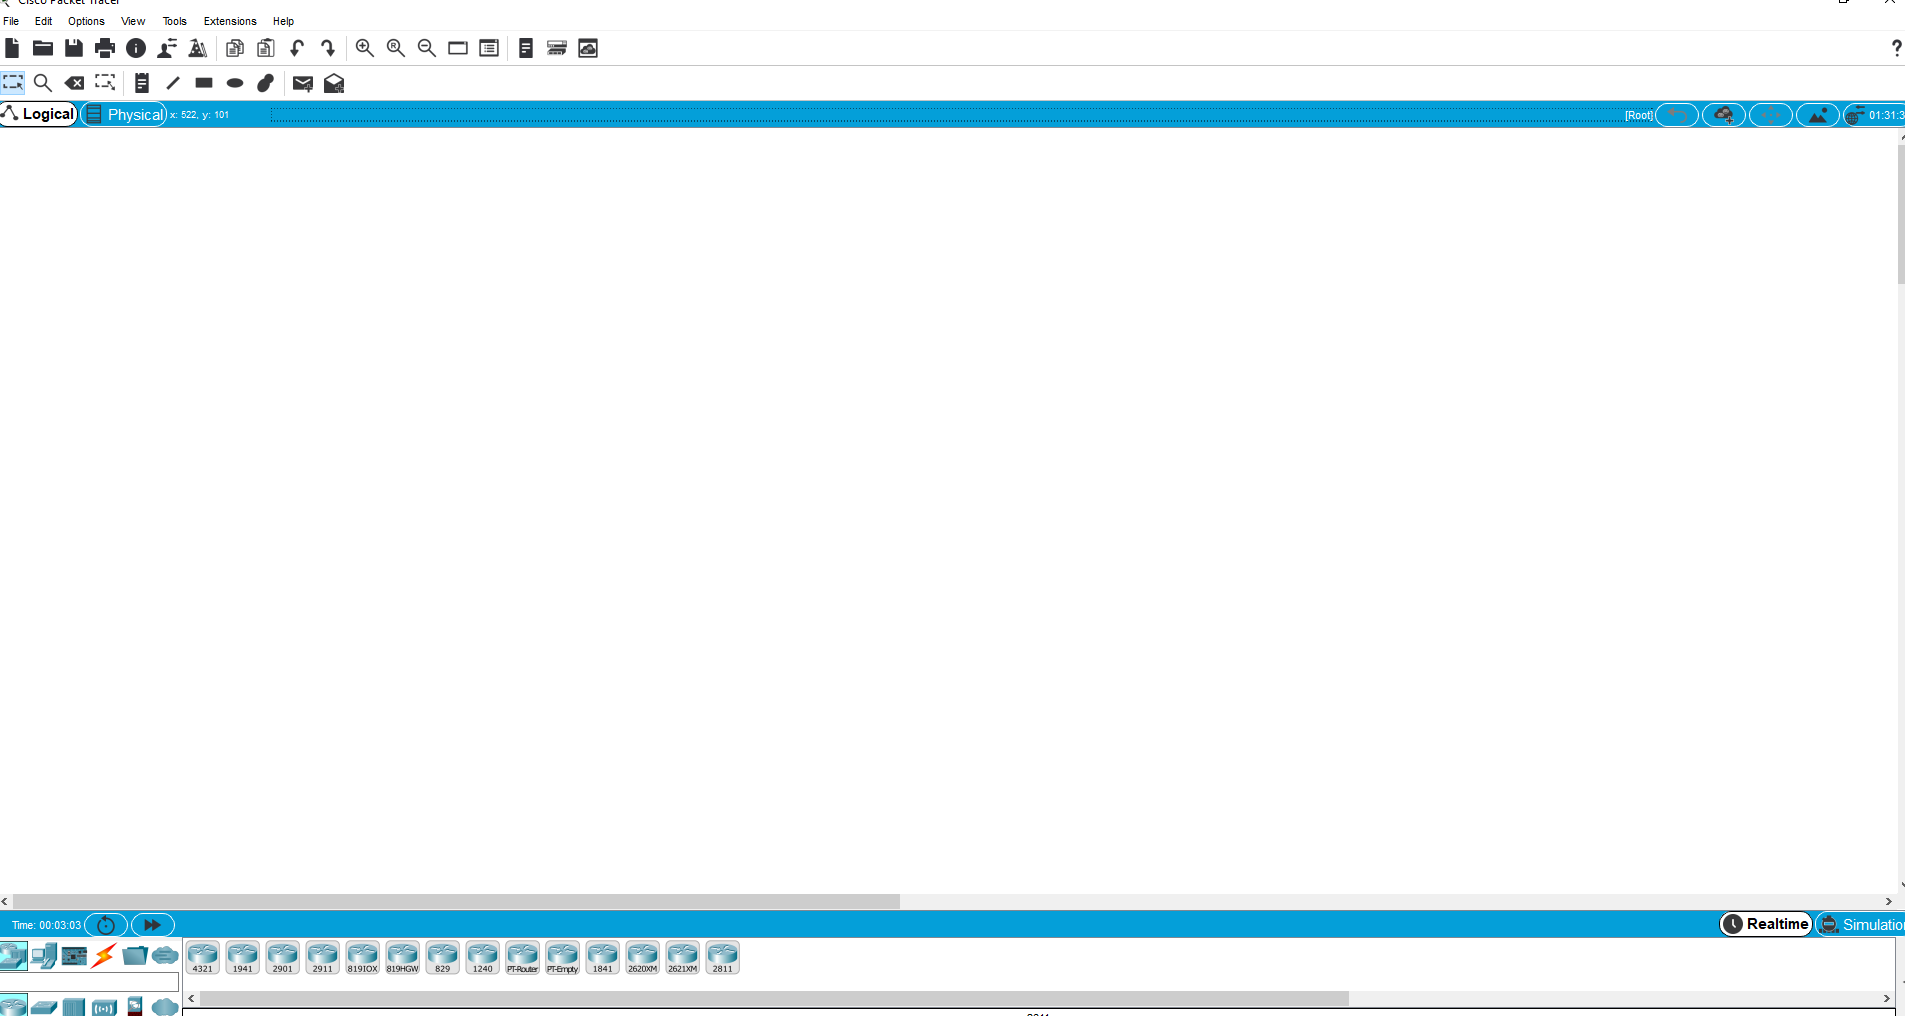 Cisco Packet Tracer
File Edit Options View Tools Extensions Help
?
Logical Physical x: 522, y: 101 [Root] 01:31:3
Time: 00:03:03 Realtime Simulatio
4321 1941 2901 2911 819IOX 819HGW 829 1240 PT-Router PT-Empty 1841 2620XM 2621XM 2811